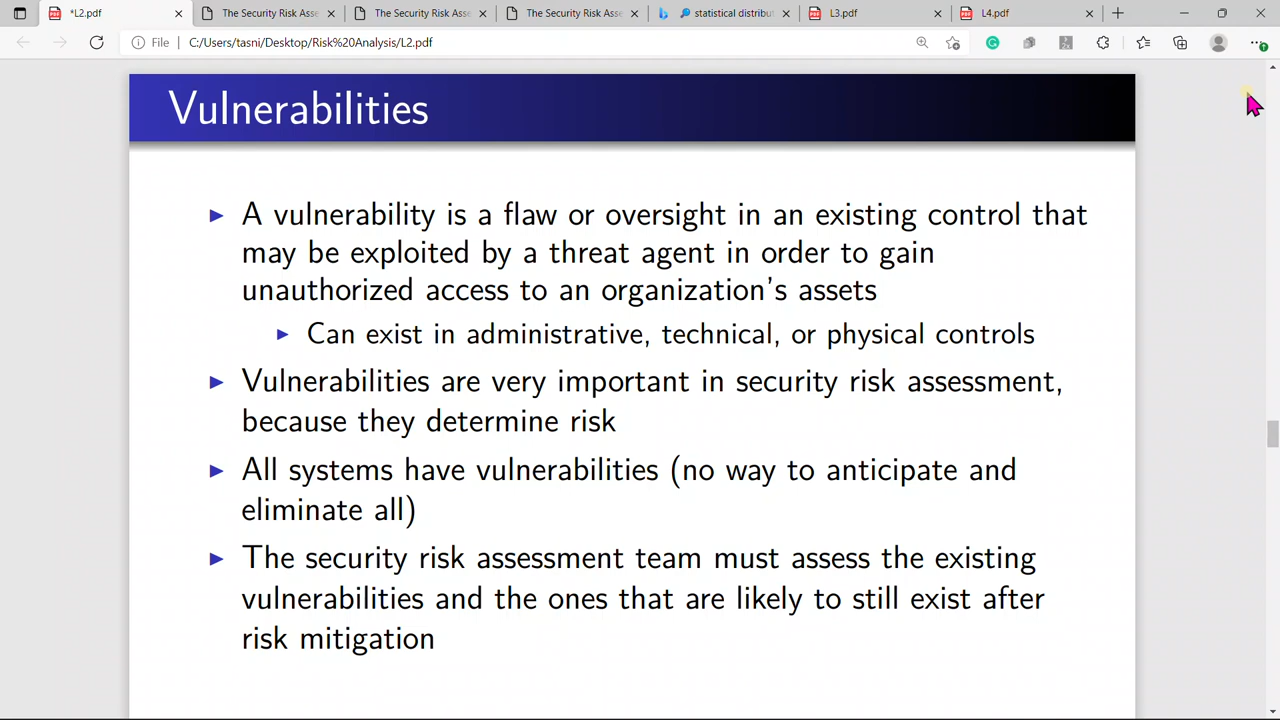 *L2.pdf
The Security Risk Asse
The Security Risk Asse
The Security Risk Asse
statistical distribut
L3.pdf
L4.pdf
File | C:/Users/tasni/Desktop/Risk%20Analysis/L2.pdf
Vulnerabilities
▶ A vulnerability is a flaw or oversight in an existing control that
may be exploited by a threat agent in order to gain
unauthorized access to an organization's assets
▶ Can exist in administrative, technical, or physical controls
▶ Vulnerabilities are very important in security risk assessment,
because they determine risk
▶ All systems have vulnerabilities (no way to anticipate and
eliminate all)
▶ The security risk assessment team must assess the existing
vulnerabilities and the ones that are likely to still exist after
risk mitigation